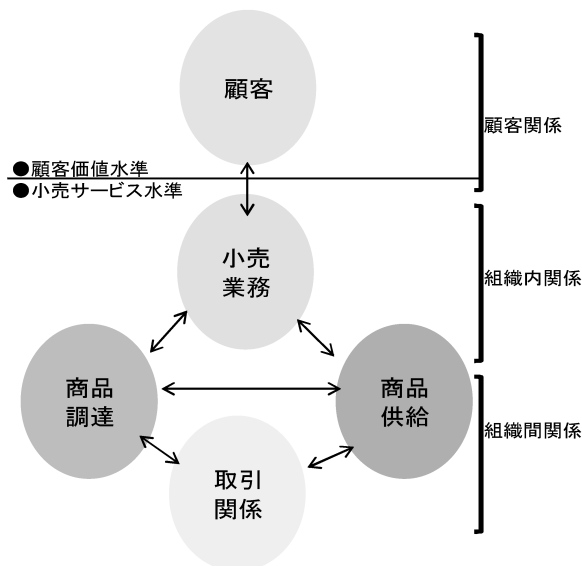 顧客
顧客関係
●顧客価値水準
●小売サービス水準
小売
業務
組織内関係
商品
調達
商品
供給
組織間関係
取引
関係